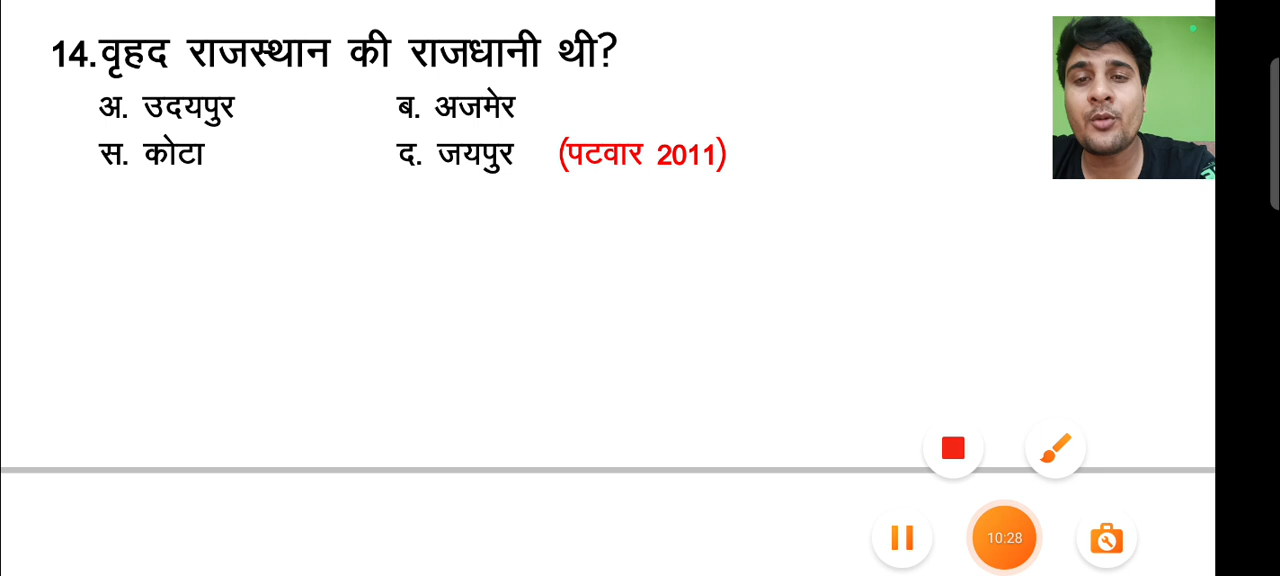 14.वृहद राजस्थान की राजधानी थी?
अ. उदयपुर ब. अजमेर
स. कोटा द. जयपुर (पटवार 2011)
10:28